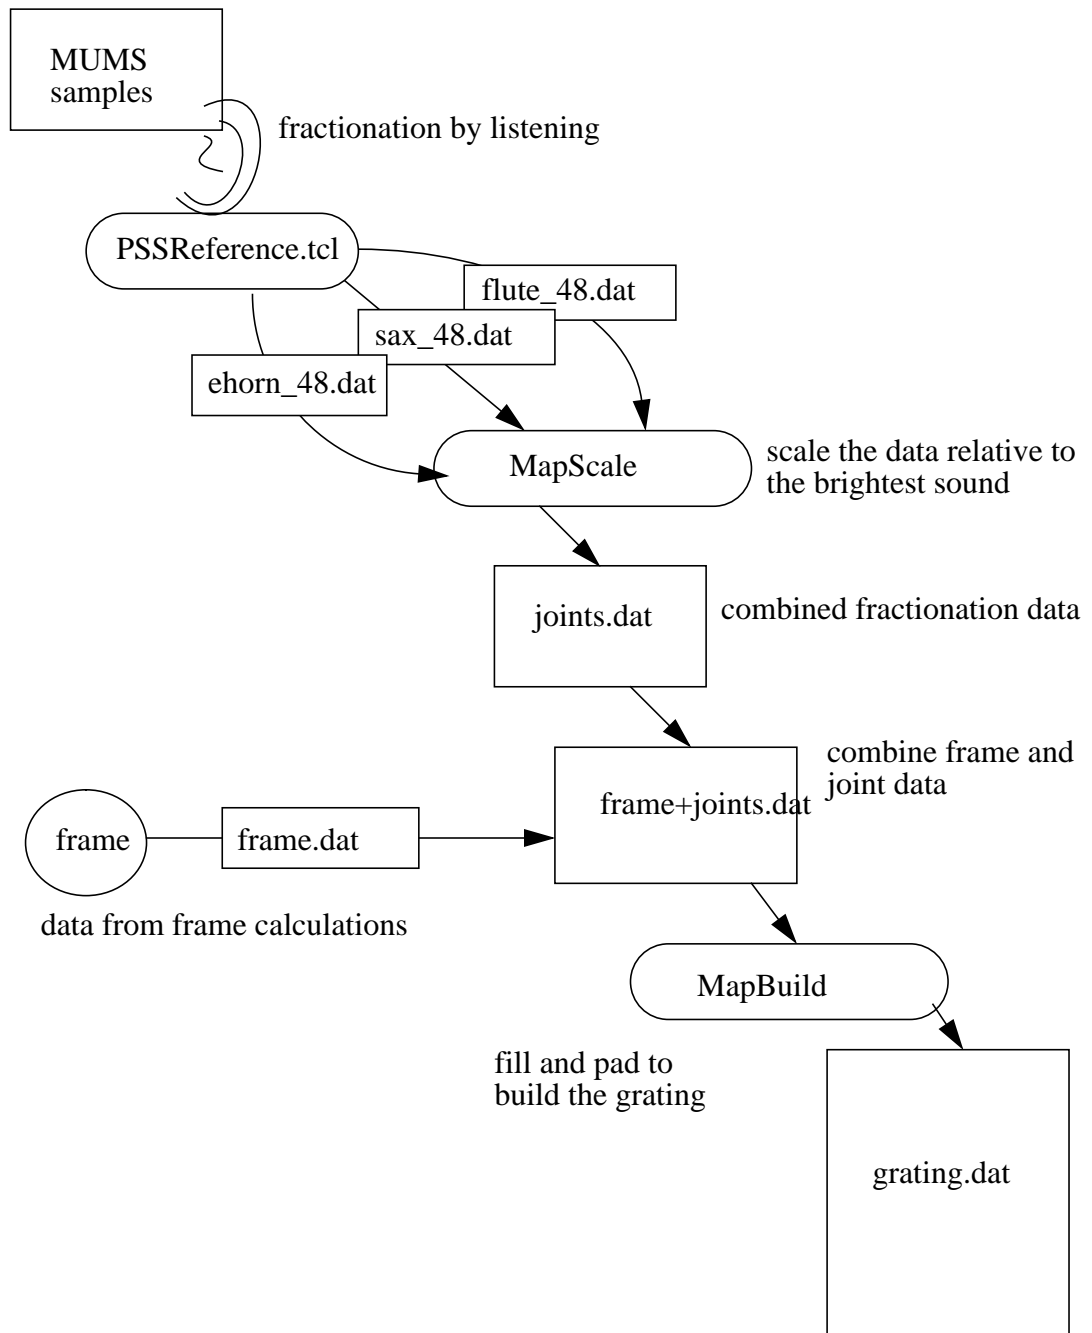 MUMS
samples
fractionation by listening
PSSReference.tcl
flute_48.dat
sax_48.dat
ehorn_48.dat
MapScale
scale the data relative to
the brightest sound
joints.dat
combined fractionation data
combine frame and
joint data
frame+joints.dat
frame
frame.dat
data from frame calculations
MapBuild
fill and pad to
build the grating
grating.dat